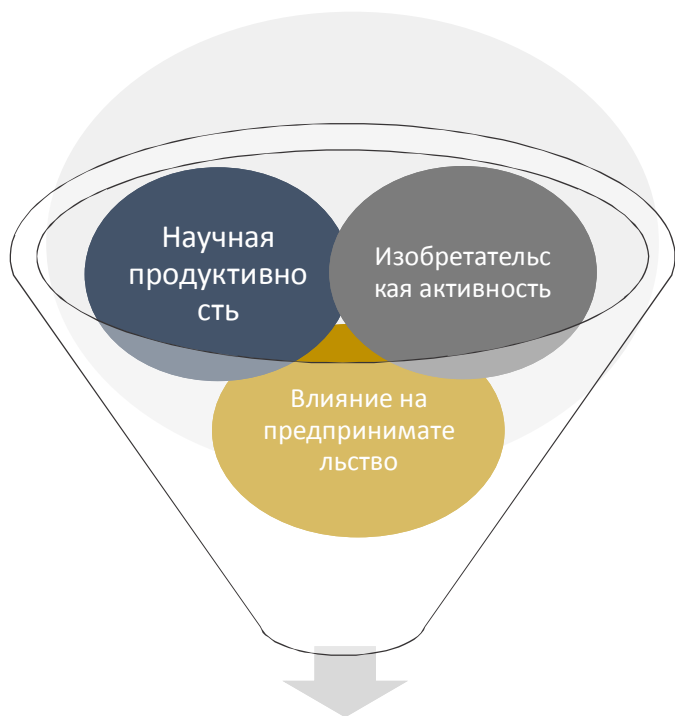 Научная
продуктивно
сть
Изобретательс
кая активность
Влияние на
предпринимате
льство